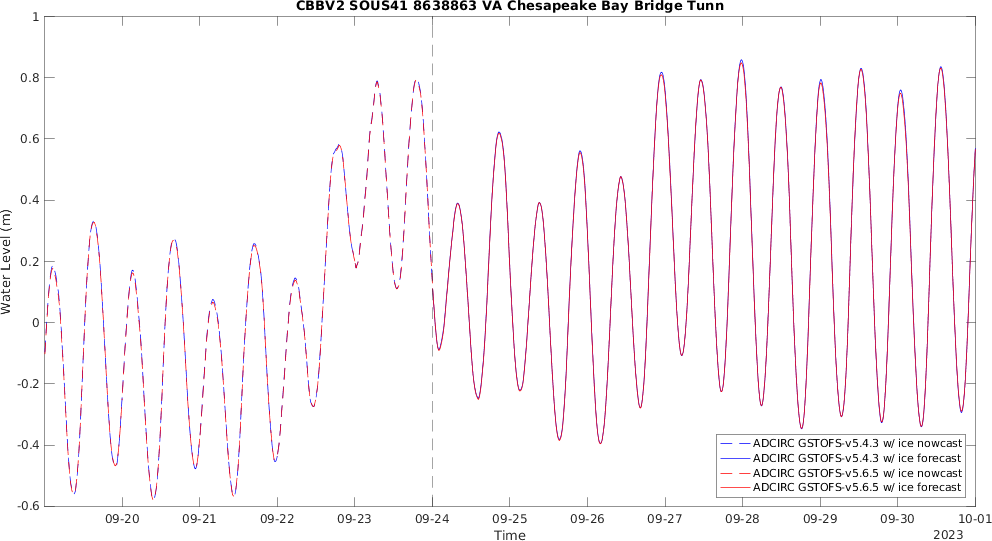 CBBV2 SOUS41 8638863 VA Chesapeake Bay Bridge Tunn
Water Level (m)
1
0.8
0.6
0.4
0.2
0
-0.2
-0.4
-0.6
ADCIRC GSTOFS-v5.4.3 w/ ice nowcast
ADCIRC GSTOFS-v5.4.3 w/ ice forecast
ADCIRC GSTOFS-v5.6.5 w/ ice nowcast
ADCIRC GSTOFS-v5.6.5 w/ ice forecast
09-20 09-21 09-22 09-23 09-24 09-25 09-26 09-27 09-28 09-29 09-30 10-01
Time
2023